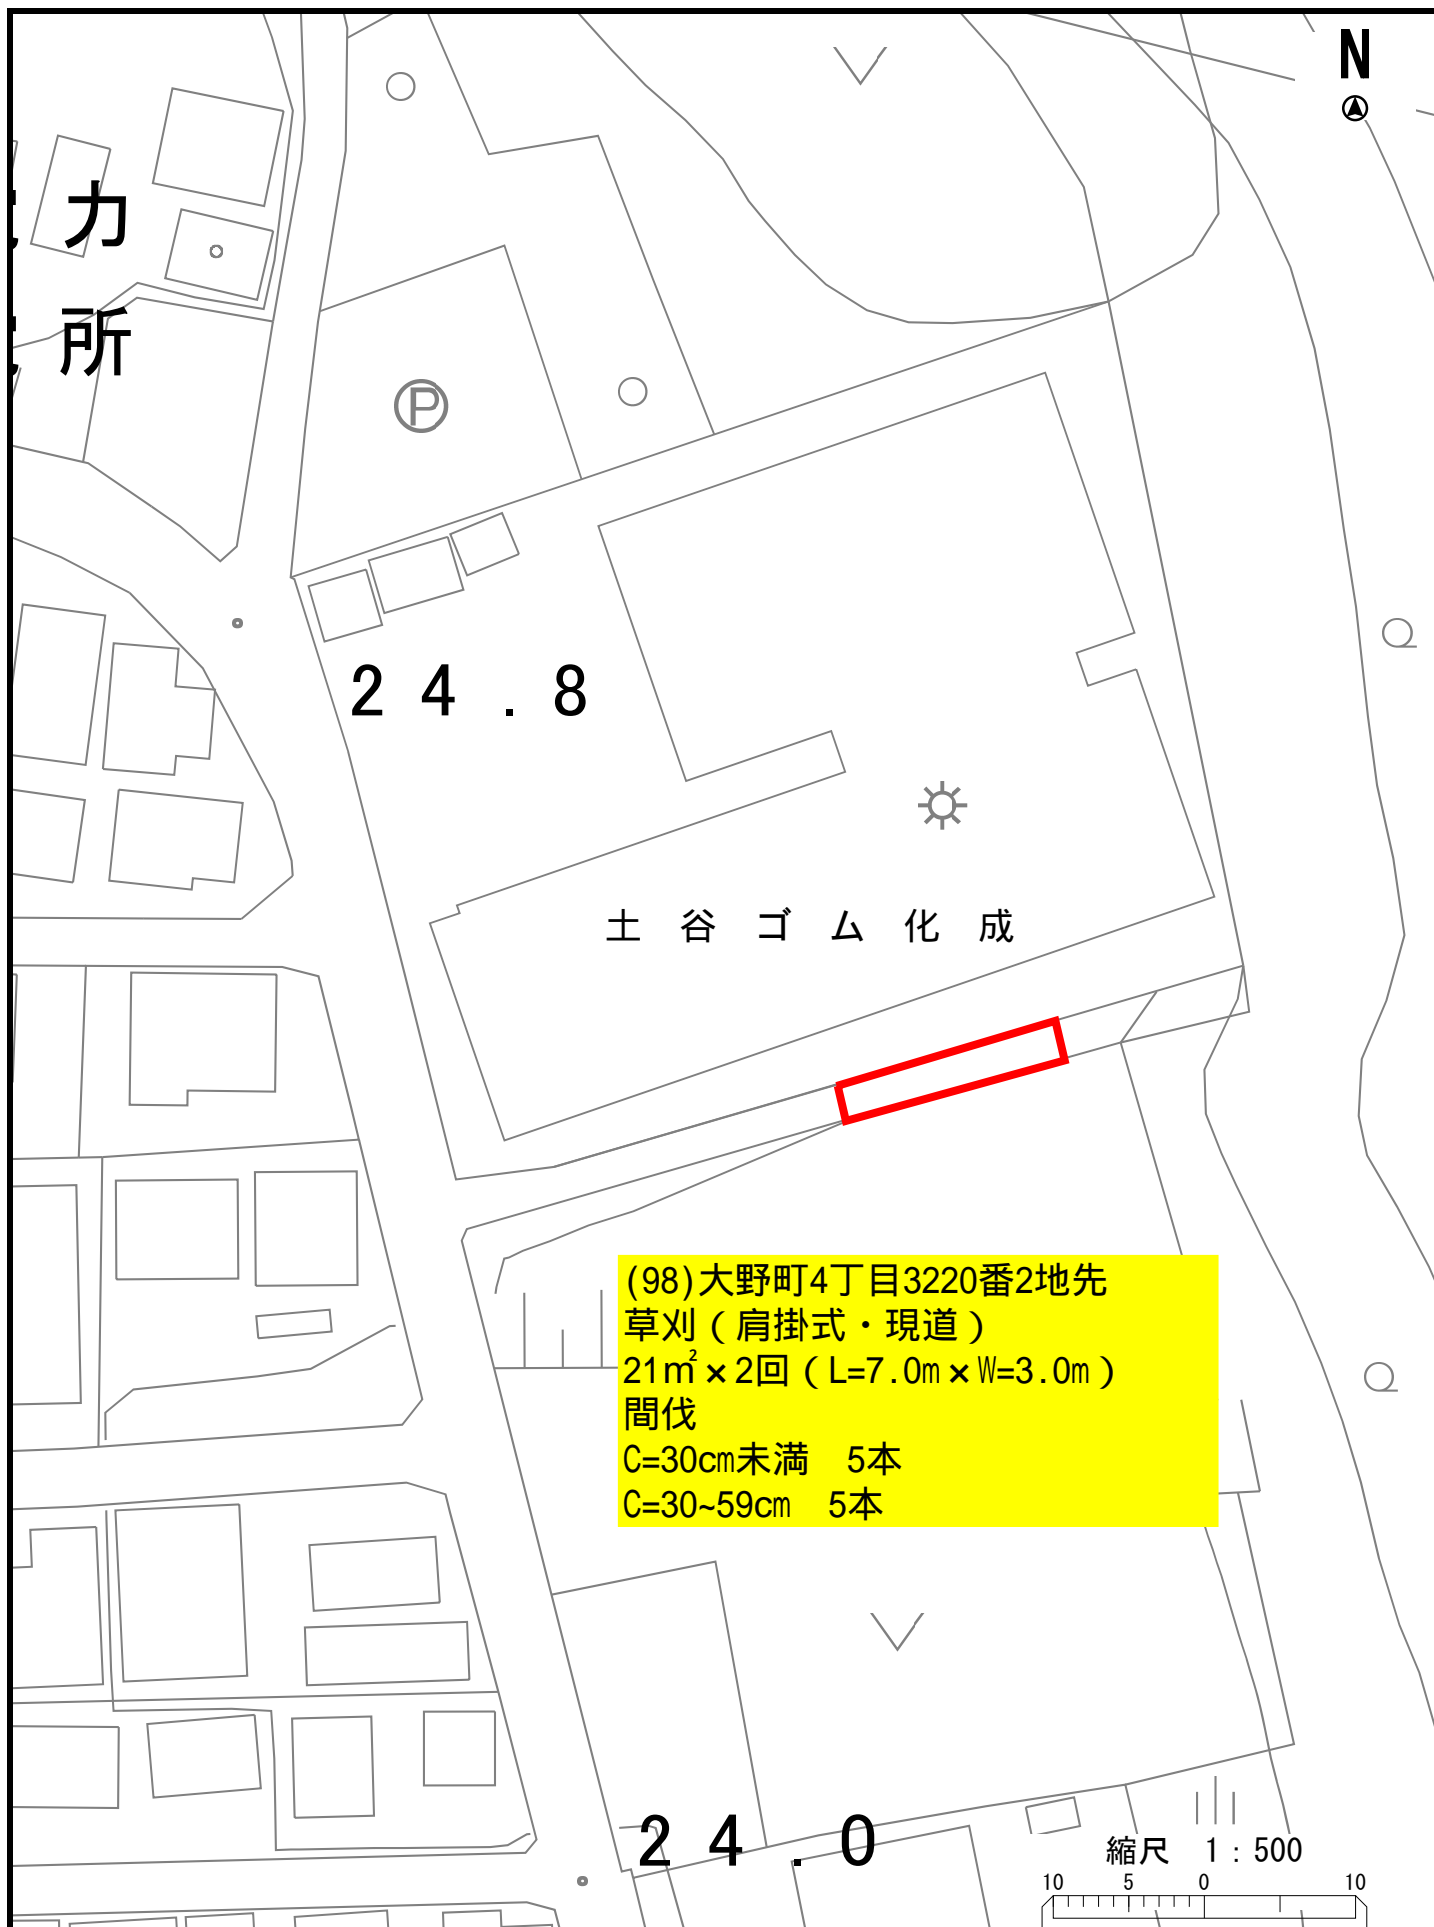 N
力
所
P
24.8
土谷ゴム化成
(98)大野町4丁目3220番2地先
草刈（肩掛式・現道）
21㎡×2回（L=7.0m×W=3.0m）
間伐
C=30cm未満　5本
C=30~59cm　5本
24.0
縮尺　1：500
10 5 0 10